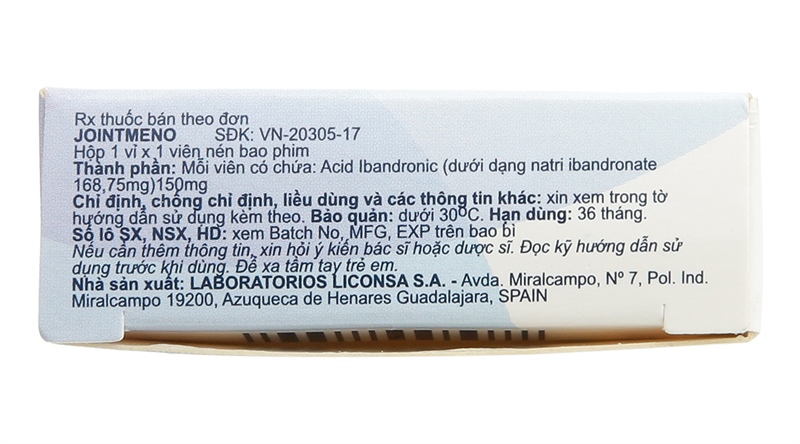 Rx thuốc bán theo đơn
JOINTMENO SĐK: VN-20305-17
Hộp 1 vỉ x 1 viên nén bao phim
Thành phần: Mỗi viên có chứa: Acid Ibandronic (dưới dạng natri ibandronate
168,75mg)150mg
Chỉ định, chống chỉ định, liều dùng và các thông tin khác: xin xem trong tờ
hướng dẫn sử dụng kèm theo. Bảo quản: dưới 30ºC. Hạn dùng: 36 tháng.
Số lô SX, NSX, HD: xem Batch No, MFG, EXP trên bao bì
Nếu cần thêm thông tin, xin hỏi ý kiến bác sĩ hoặc dược sĩ. Đọc kỹ hướng dẫn sử
dụng trước khi dùng. Để xa tầm tay trẻ em.
Nhà sản xuất: LABORATORIOS LICONSA S.A. - Avda. Miralcampo, Nº 7, Pol. Ind.
Miralcampo 19200, Azuqueca de Henares Guadalajara, SPAIN